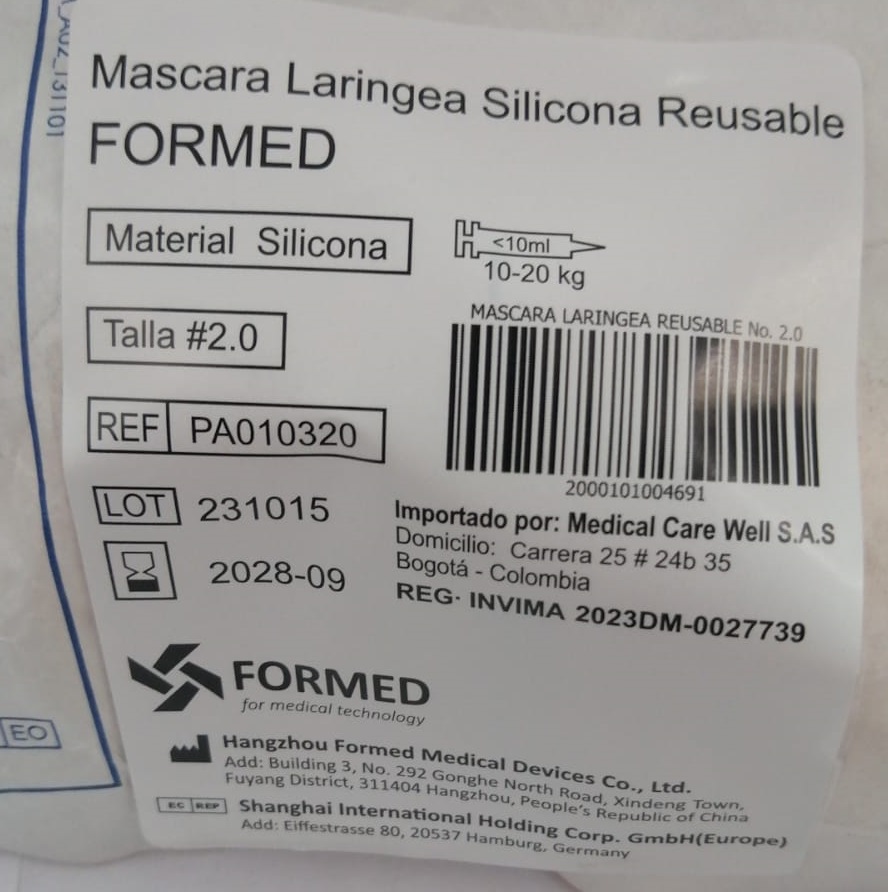 Mascara Laringea Silicona Reusable
FORMED
Material Silicona
<10ml
10-20 kg
Talla #2.0
MASCARA LARINGEA REUSABLE No. 2.0
2000101004691
REF PA010320
LOT 231015
2028-09
Importado por: Medical Care Well S.A.S
Domicilio: Carrera 25 # 24b 35
Bogotá - Colombia
REG. INVIMA 2023DM-0027739
FORMED
for medical technology
Hangzhou Formed Medical Devices Co., Ltd.
Add: Building 3, No. 292 Gonghe North Road, Xindeng Town,
Fuyang District, 311404 Hangzhou, People's Republic of China
EC REP Shanghai International Holding Corp. GmbH(Europe)
Add: Eiffestrasse 80, 20537 Hamburg, Germany
EO